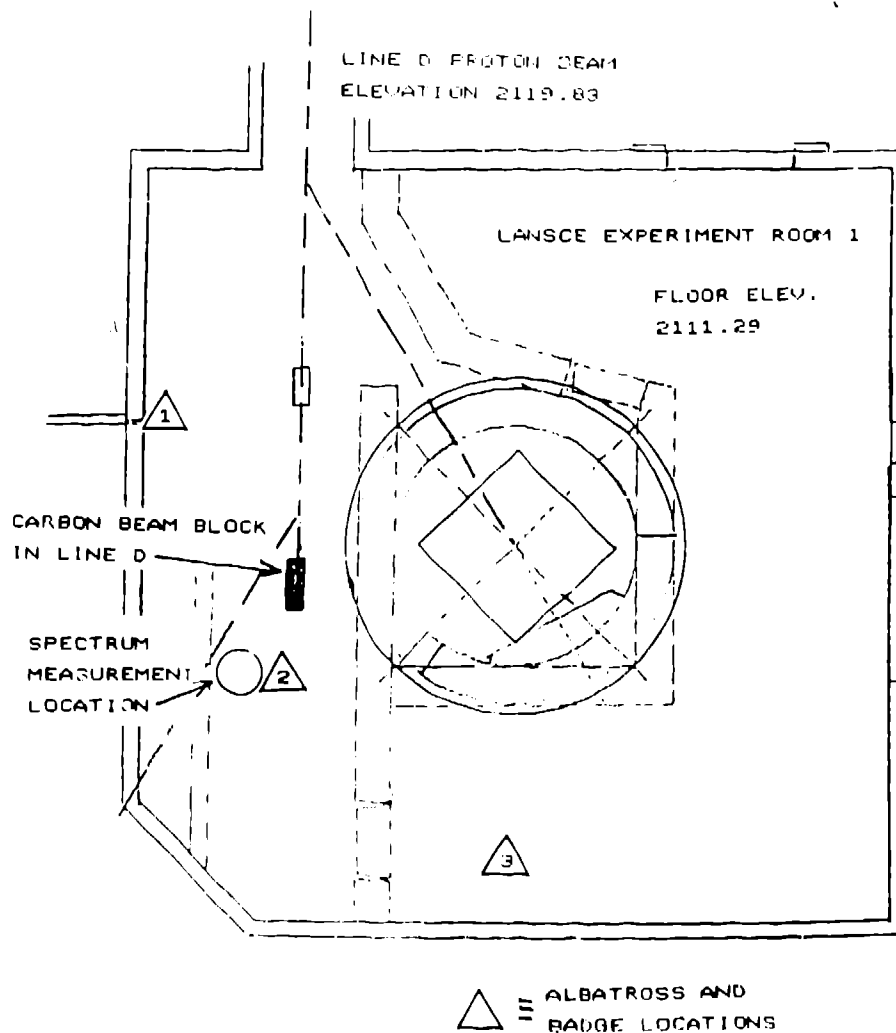 LINE D PROTON BEAM
ELEVATION 2119.83
LANSCE EXPERIMENT ROOM 1
FLOOR ELEV.
2111.29
1
CARBON BEAM BLOCK
IN LINE D
SPECTRUM
MEASUREMENT
LOCATION
2
3
ALBATROSS AND
BADGE LOCATIONS